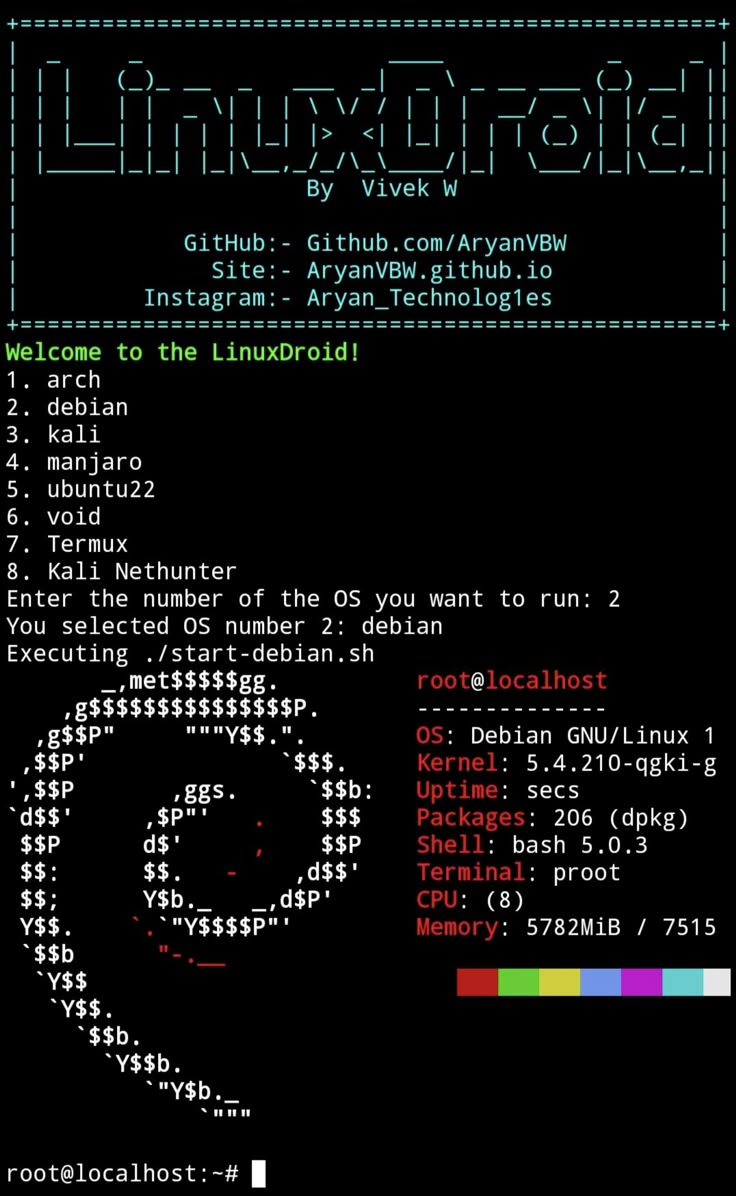 LinuxDroid
By Vivek W
GitHub:- Github.com/AryanVBW
Site:- AryanVBW.github.io
Instagram:- Aryan_Technolog1es
Welcome to the LinuxDroid!
1. arch
2. debian
3. kali
4. manjaro
5. ubuntu22
6. void
7. Termux
8. Kali Nethunter
Enter the number of the OS you want to run: 2
You selected OS number 2: debian
Executing ./start-debian.sh
root@localhost
--------------
OS: Debian GNU/Linux 1
Kernel: 5.4.210-qgki-g
Uptime: secs
Packages: 206 (dpkg)
Shell: bash 5.0.3
Terminal: proot
CPU: (8)
Memory: 5782MiB / 7515
root@localhost:~#